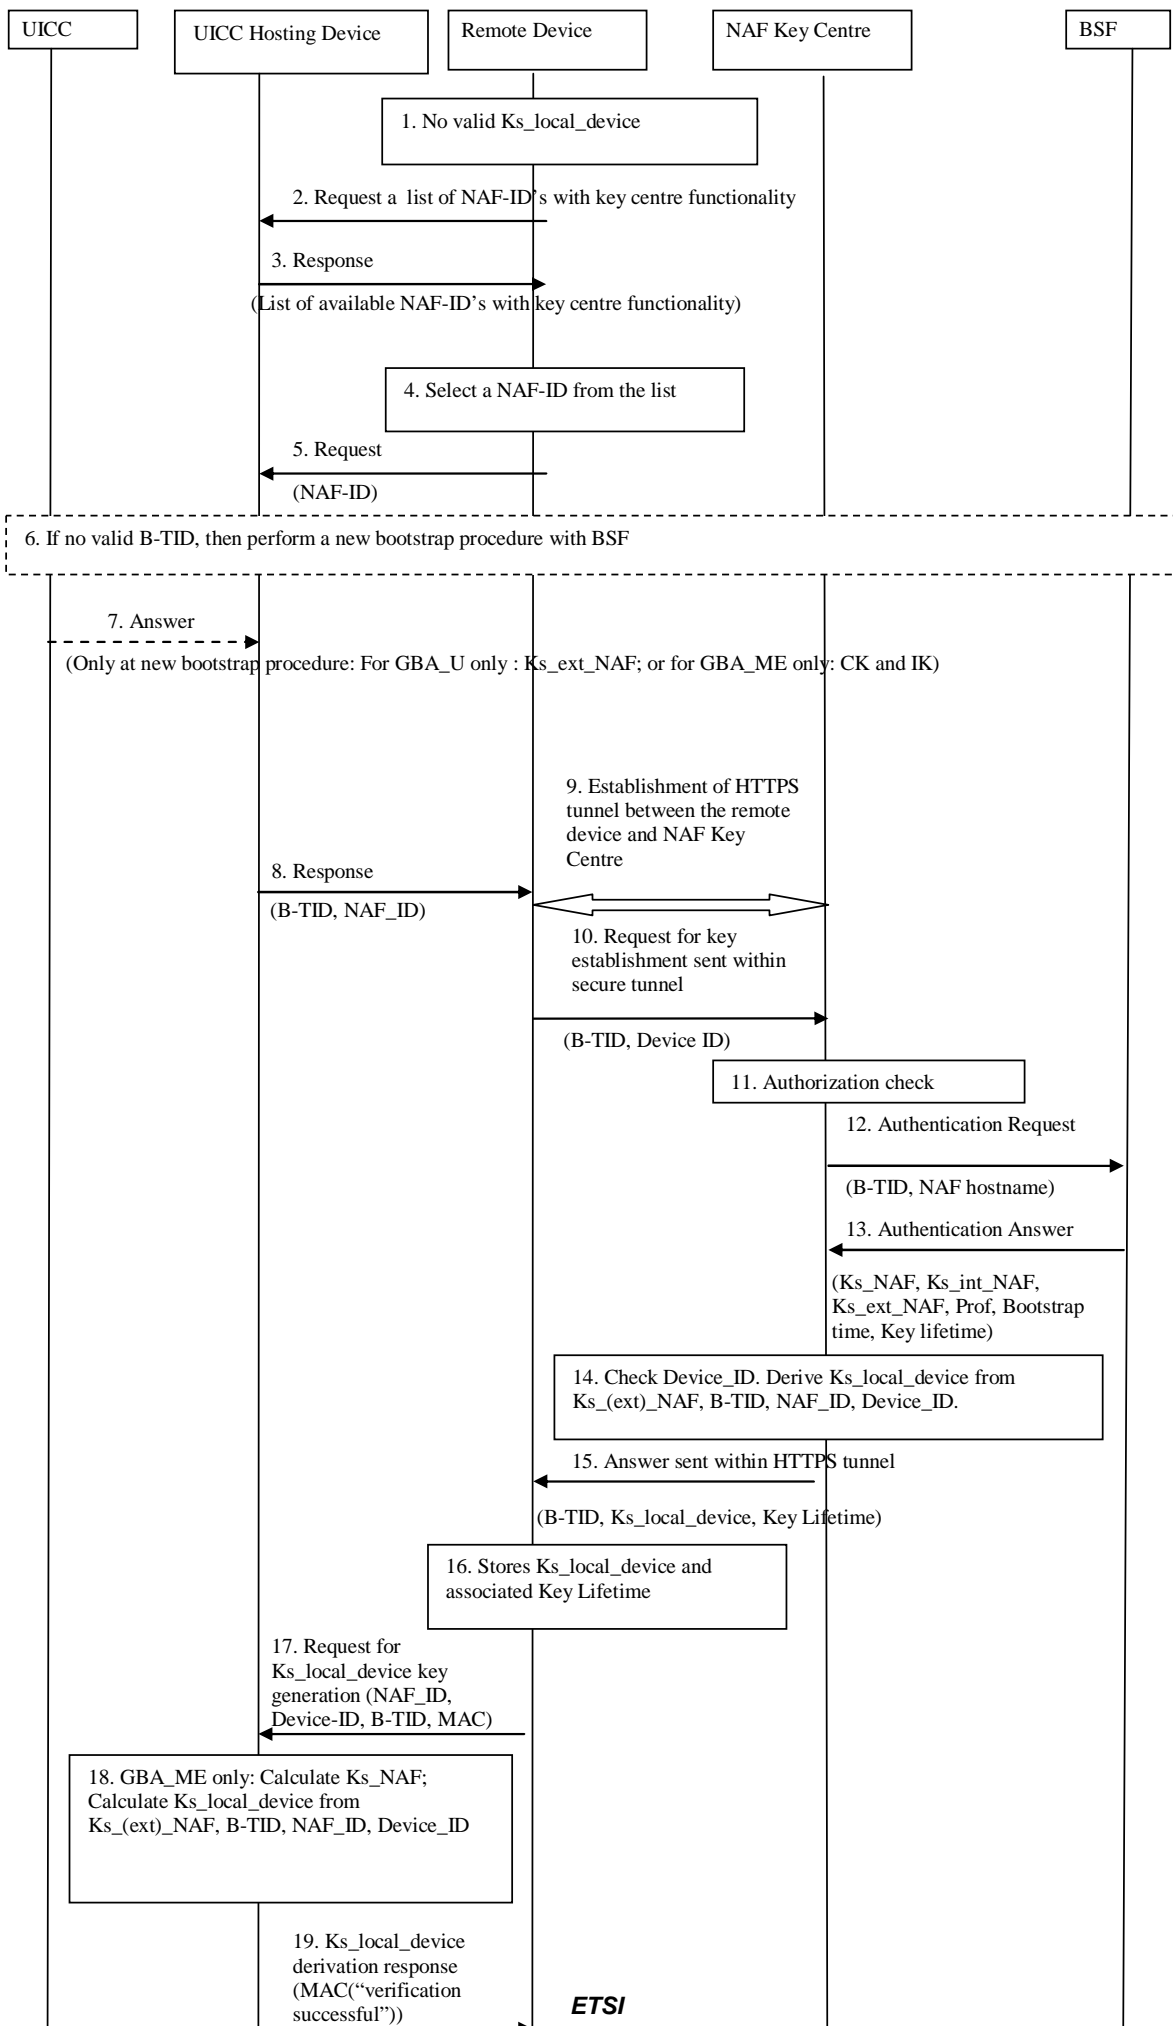 UICC
UICC Hosting Device
Remote Device
NAF Key Centre
BSF
1. No valid Ks_local_device
2. Request a list of NAF-ID's with key centre functionality
3. Response
(List of available NAF-ID's with key centre functionality)
4. Select a NAF-ID from the list
5. Request
(NAF-ID)
6. If no valid B-TID, then perform a new bootstrap procedure with BSF
7. Answer
(Only at new bootstrap procedure: For GBA_U only : Ks_ext_NAF; or for GBA_ME only: CK and IK)
9. Establishment of HTTPS
tunnel between the remote
device and NAF Key
Centre
8. Response
(B-TID, NAF_ID)
10. Request for key
establishment sent within
secure tunnel
(B-TID, Device ID)
11. Authorization check
12. Authentication Request
(B-TID, NAF hostname)
13. Authentication Answer
(Ks_NAF, Ks_int_NAF,
Ks_ext_NAF, Prof, Bootstrap
time, Key lifetime)
14. Check Device_ID. Derive Ks_local_device from
Ks_(ext)_NAF, B-TID, NAF_ID, Device_ID.
15. Answer sent within HTTPS tunnel
(B-TID, Ks_local_device, Key Lifetime)
16. Stores Ks_local_device and
associated Key Lifetime
17. Request for
Ks_local_device key
generation (NAF_ID,
Device-ID, B-TID, MAC)
18. GBA_ME only: Calculate Ks_NAF;
Calculate Ks_local_device from
Ks_(ext)_NAF, B-TID, NAF_ID, Device_ID
19. Ks_local_device
derivation response
(MAC(“verification
successful”))
ETSI